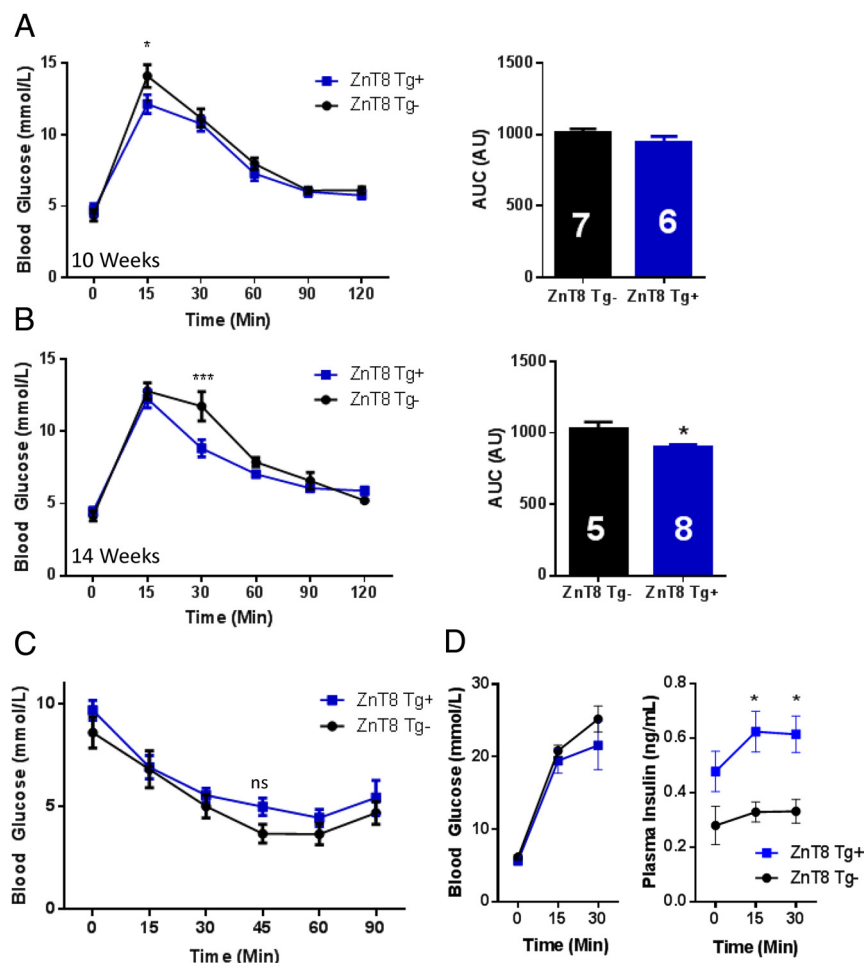 A
*
15
10
5
0
Blood Glucose (mmol/L)
ZnT8 Tg+
ZnT8 Tg-
10 Weeks
0 15 30 60 90 120
Time (Min)
1500
1000
500
0
AUC (AU)
7 6
ZnT8 Tg- ZnT8 Tg+
B
***
15
10
5
0
Blood Glucose (mmol/L)
ZnT8 Tg+
ZnT8 Tg-
14 Weeks
0 15 30 60 90 120
Time (Min)
1500
1000
500
0
AUC (AU)
*
5 8
ZnT8 Tg- ZnT8 Tg+
C
10
5
0
Blood Glucose (mmol/L)
ZnT8 Tg+
ZnT8 Tg-
ns
0 15 30 45 60 90
Time (Min)
D
30
20
10
0
Blood Glucose (mmol/L)
0 15 30
Time (Min)
0.8
0.6
0.4
0.2
0.0
Plasma Insulin (ng/mL)
* *
ZnT8 Tg+
ZnT8 Tg-
0 15 30
Time (Min)